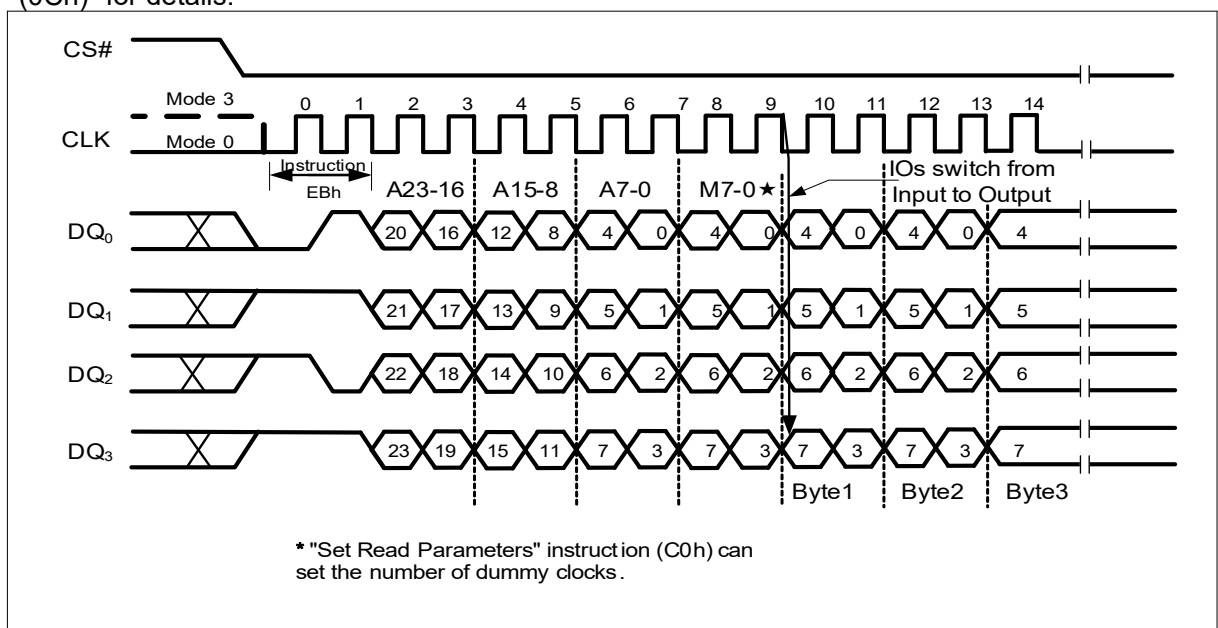 (0Ch)" for details.
CS#
Mode 3
0 1 2 3 4 5 6 7 8 9 10 11 12 13 14
CLK
Mode 0
Instruction
IOs switch from
EBh
A23-16 A15-8 A7-0 M7-0★
Input to Output
DQ₀
20 16 12 8 4 0 4 0 4 0 4 0 4
DQ₁
21 17 13 9 5 1 5 1 5 1 5 1 5
DQ₂
22 18 14 10 6 2 6 2 6 2 6 2 6
DQ₃
23 19 15 11 7 3 7 3 7 3 7 3 7
Byte1 Byte2 Byte3
* "Set Read Parameters" instruction (C0h) can
set the number of dummy clocks.